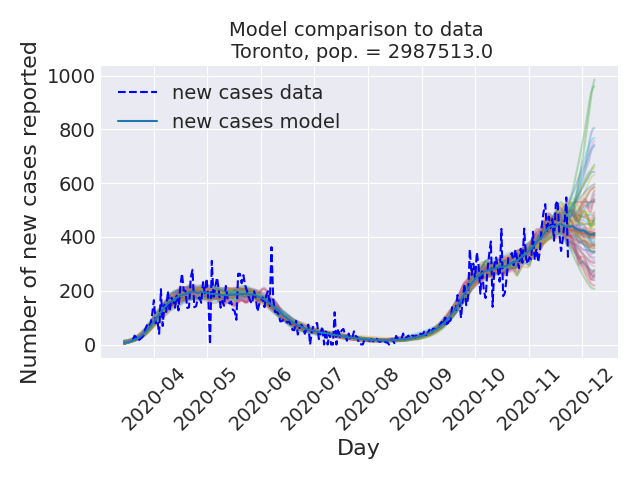 Model comparison to data
Toronto, pop. = 2987513.0
new cases data
new cases model
Number of new cases reported
1000
800
600
400
200
0
2020-04
2020-05
2020-06
2020-07
2020-08
2020-09
2020-10
2020-11
2020-12
Day